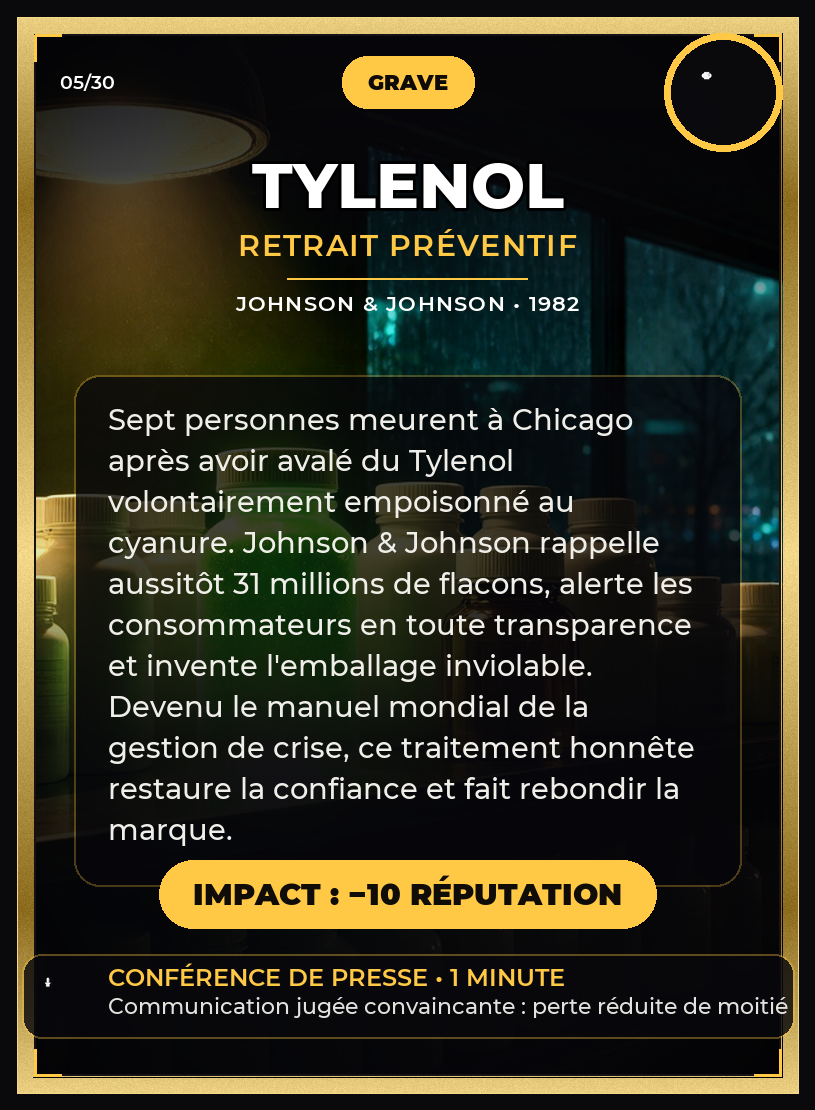 05/30
GRAVE
TYLENOL
RETRAIT PRÉVENTIF
JOHNSON & JOHNSON • 1982
Sept personnes meurent à Chicago
après avoir avalé du Tylenol
volontairement empoisonné au
cyanure. Johnson & Johnson rappelle
aussitôt 31 millions de flacons, alerte les
consommateurs en toute transparence
et invente l'emballage inviolable.
Devenu le manuel mondial de la
gestion de crise, ce traitement honnête
restaure la confiance et fait rebondir la
marque.
IMPACT : −10 RÉPUTATION
CONFÉRENCE DE PRESSE • 1 MINUTE
Communication jugée convaincante : perte réduite de moitié